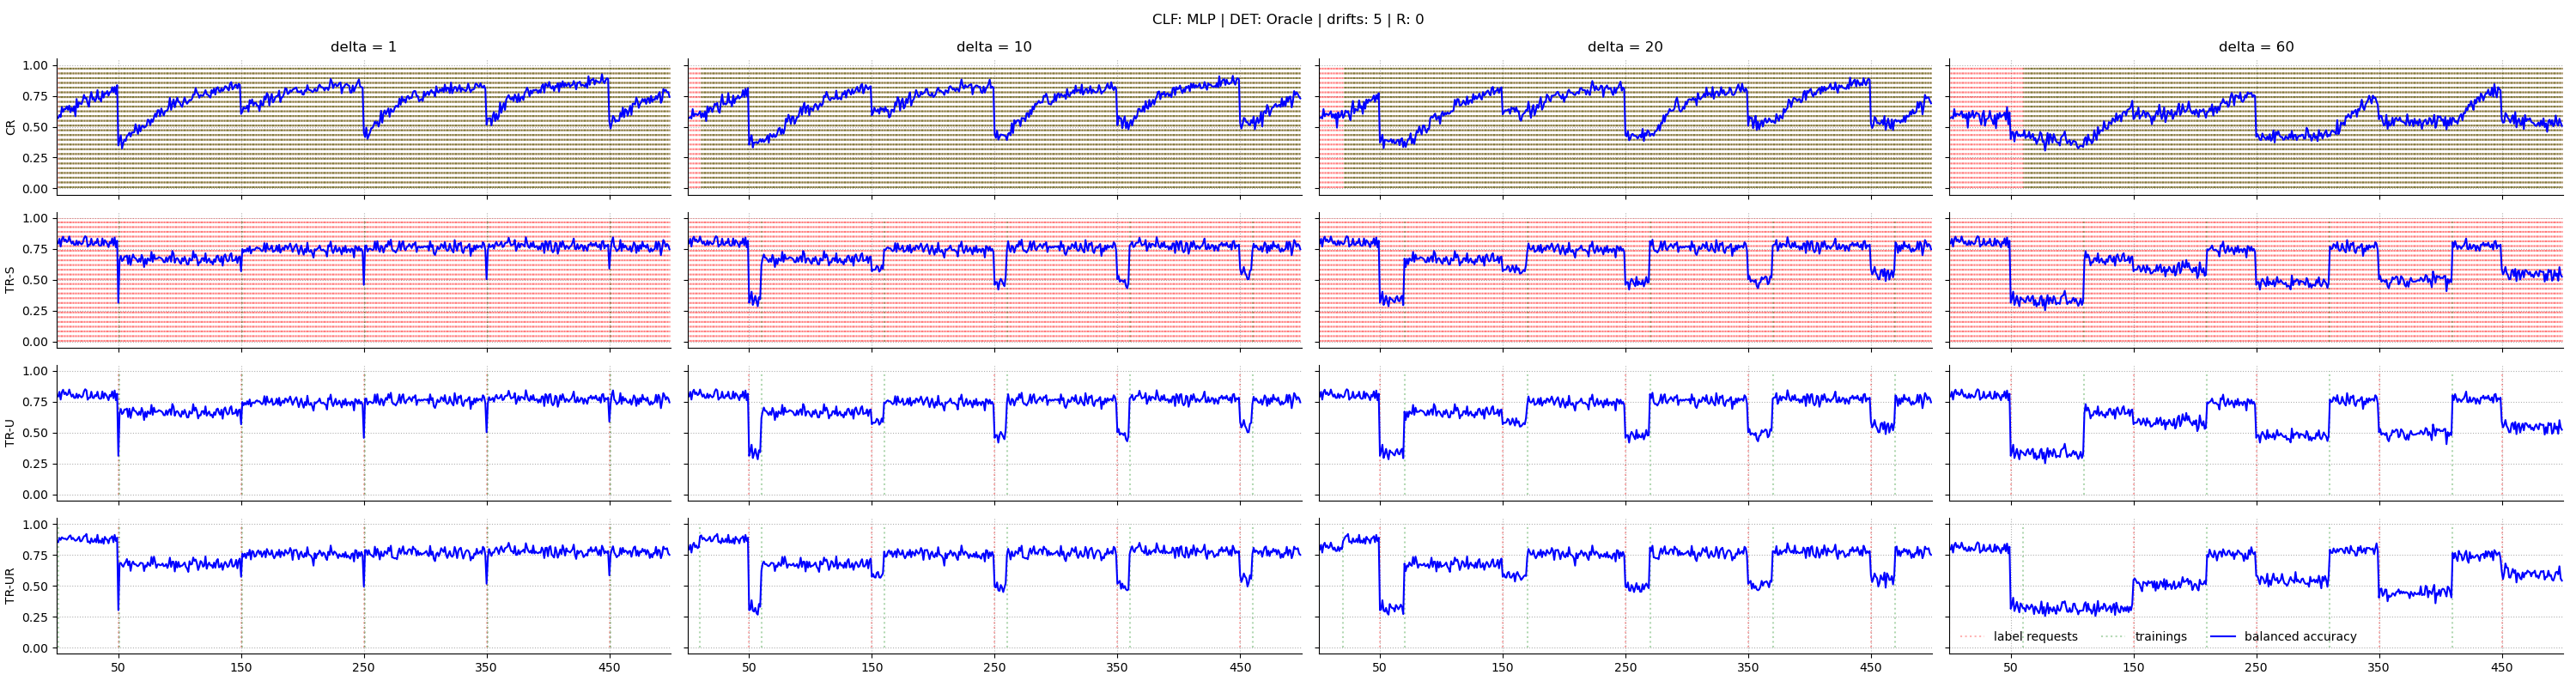 CLF: MLP | DET: Oracle | drifts: 5 | R: 0
delta = 1
delta = 10
delta = 20
delta = 60
CR
1.00
0.75
0.50
0.25
0.00
TR-S
1.00
0.75
0.50
0.25
0.00
TR-U
1.00
0.75
0.50
0.25
0.00
TR-UR
1.00
0.75
0.50
0.25
0.00
label requests
trainings
balanced accuracy
50 150 250 350 450
50 150 250 350 450
50 150 250 350 450
50 150 250 350 450